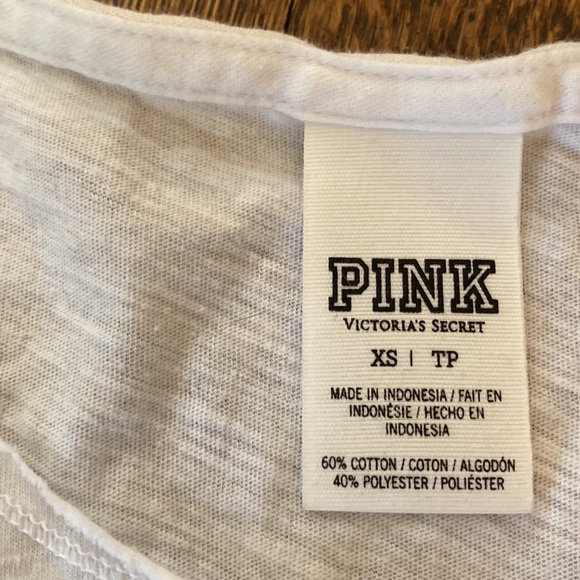 PINK
VICTORIA'S SECRET
XS | TP
MADE IN INDONESIA / FAIT EN
INDONÉSIE / HECHO EN
INDONESIA
60% COTTON / COTON / ALGODÓN
40% POLYESTER / POLIÉSTER